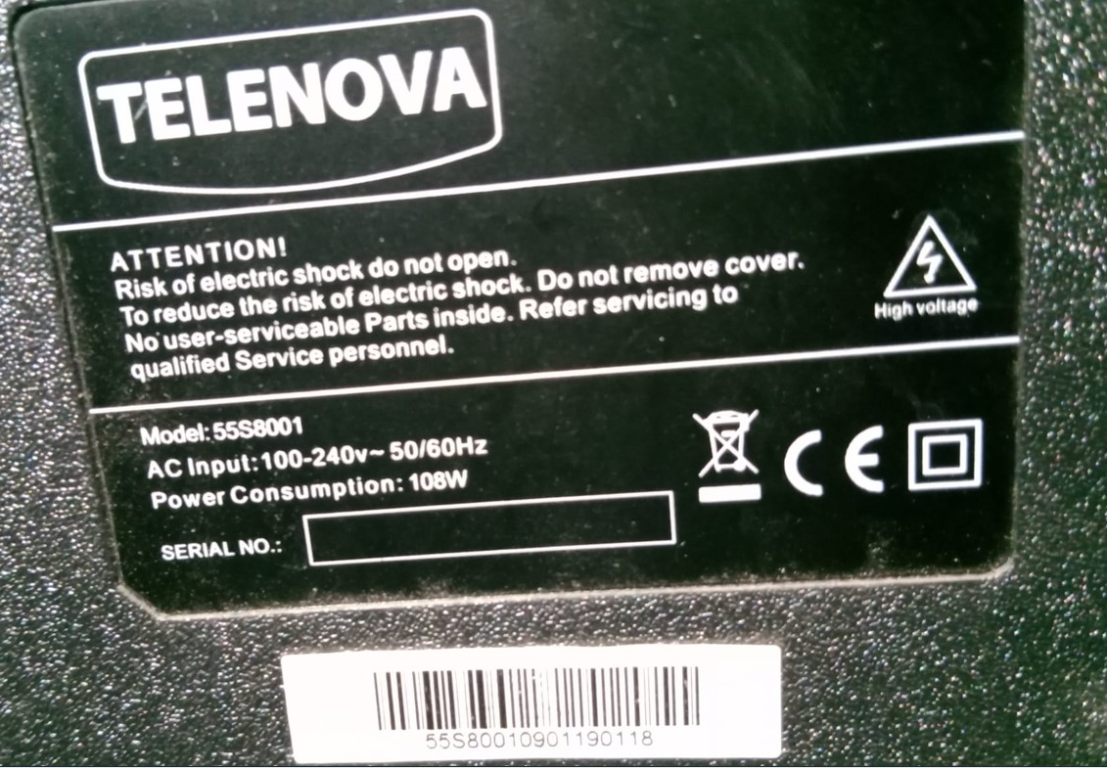 TELENOVA
ATTENTION!
Risk of electric shock do not open.
To reduce the risk of electric shock. Do not remove cover.
No user-serviceable Parts inside. Refer servicing to
qualified Service personnel.
High voltage
Model: 55S8001
AC Input:100-240v~ 50/60Hz
Power Consumption: 108W
CE
SERIAL NO.:
55S80010901190118